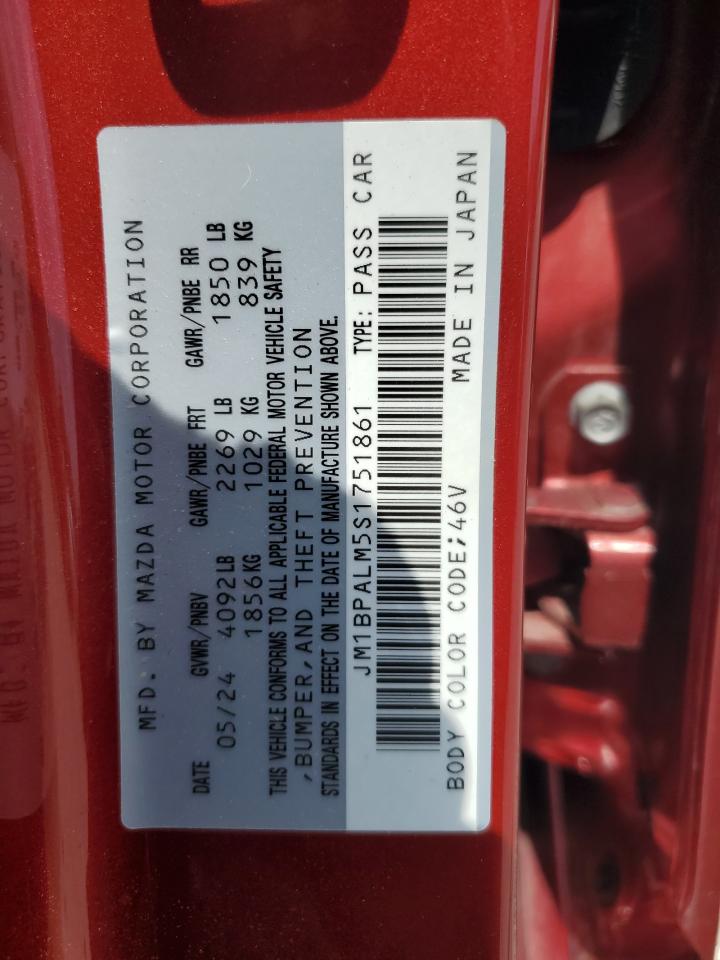 MFD. BY MAZDA MOTOR CORPORATION
DATE GVWR/PNBV GAWR/PNBE FRT GAWR/PNBE RR
05/24 4092LB 2269 LB 1850 LB
1856KG 1029 KG 839 KG
THIS VEHICLE CONFORMS TO ALL APPLICABLE FEDERAL MOTOR VEHICLE SAFETY
,BUMPER,AND THEFT PREVENTION
STANDARDS IN EFFECT ON THE DATE OF MANUFACTURE SHOWN ABOVE.
JM1BPALM5S1751861 TYPE: PASS CAR
BODY COLOR CODE;46V MADE IN JAPAN